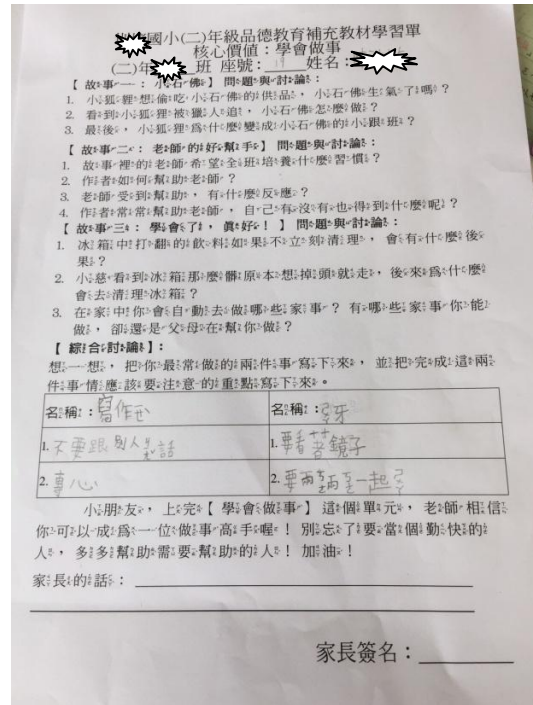 國小(二)年級品德教育補充教材學習單
核心價值：學會做事
(二)年 班 座號： 姓名：
【故事一：小石佛】問題與討論：
1. 小狐狸想偷吃小石佛的供品，小石佛生氣了嗎？
2. 看到小狐狸被獵人追，小石佛怎麼做？
3. 最後，小狐狸爲什麼變成小石佛的小跟班？
【故事二：老師的好幫手】問題與討論：
1. 故事裡的老師希望全班培養什麼習慣？
2. 作者如何幫助老師？
3. 老師受到幫助，有什麼反應？
4. 作者常常幫助老師，自己有沒有也得到什麼呢？
【故事三：學會了，眞好！】問題與討論：
1. 冰箱中打翻的飲料如果不立刻清理，會有什麼後
果？
2. 小慈看到冰箱那麼髒原本想掉頭就走，後來爲什麼
會去清理冰箱？
3. 在家中你會自動去做哪些家事？有哪些家事你能
做，卻還是父母在幫你做？
【綜合討論】：
想一想，把你最常做的兩件事寫下來，並把完成這兩
件事情應該要注意的重點寫下來。
名稱：寫作ㄧㄝ 名稱：ㄕㄨㄚ牙
1. 不要跟別人 話 1. 要看 鏡子
2. 專心 2. 要兩 一起
小朋友，上完【學會做事】這個單元，老師相信
你可以成爲一位做事高手喔！別忘了要當個勤快的
人，多多幫助需要幫助的人！加油！
家長的話：
家長簽名：